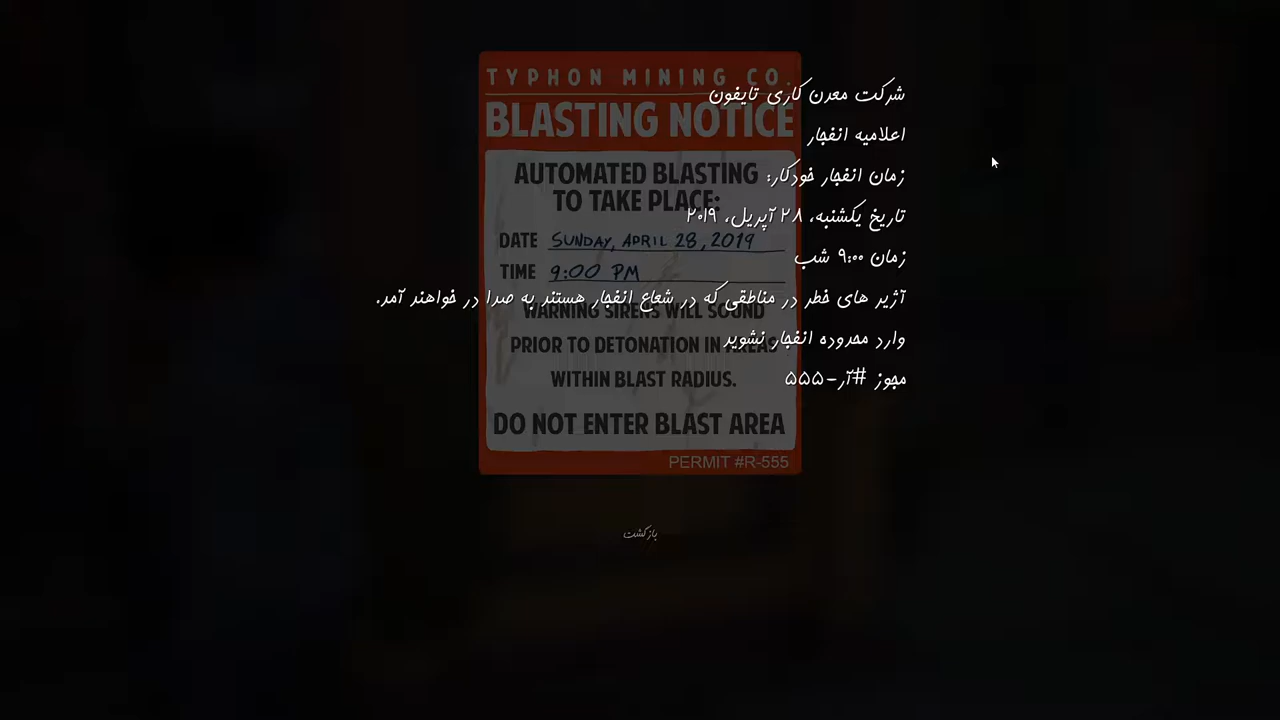 TYPHON MINING CO.
شرکت معدن کاری تایفون
BLASTING NOTICE
اعلامیه انفجار
AUTOMATED BLASTING
زمان انفجار خودکار:
TO TAKE PLACE:
تاریخ یکشنبه، ۲۸ آپریل، ۲۰۱۹
DATE SUNDAY, APRIL 28, 2019
زمان ۹:۰۰ شب
TIME 9:00 PM
آژیر های خطر در مناطقی که در شعاع انفجار هستند به صدا در خواهند آمد.
WARNING SIRENS WILL SOUND
وارد محدوده انفجار نشوید
PRIOR TO DETONATION IN AREAS
مجوز #آر-۵۵۵
WITHIN BLAST RADIUS.
DO NOT ENTER BLAST AREA
PERMIT #R-555
بازگشت